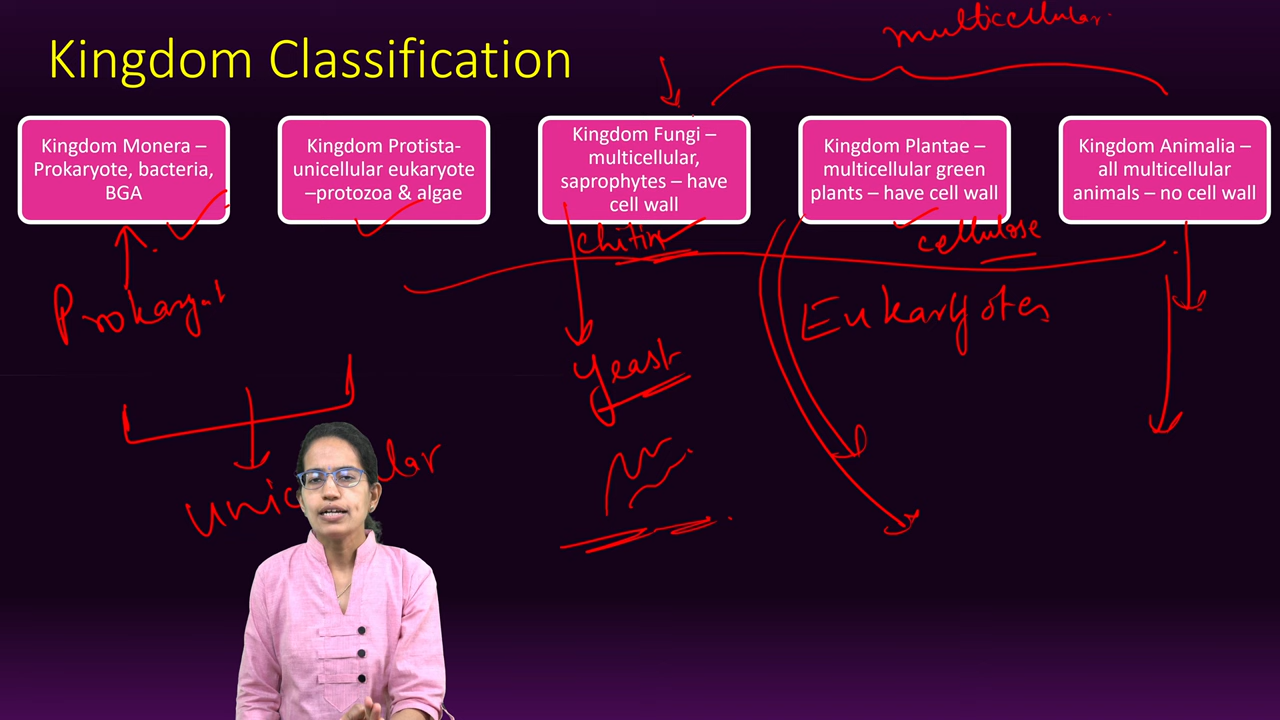 multicellular.
Kingdom Classification
Kingdom Monera –
Prokaryote, bacteria,
BGA
Kingdom Protista-
unicellular eukaryote
–protozoa & algae
Kingdom Fungi –
multicellular,
saprophytes – have
cell wall
Kingdom Plantae –
multicellular green
plants – have cell wall
Kingdom Animalia –
all multicellular
animals – no cell wall
chitin
cellulose
Prokaryot
Eukaryotes
yeast